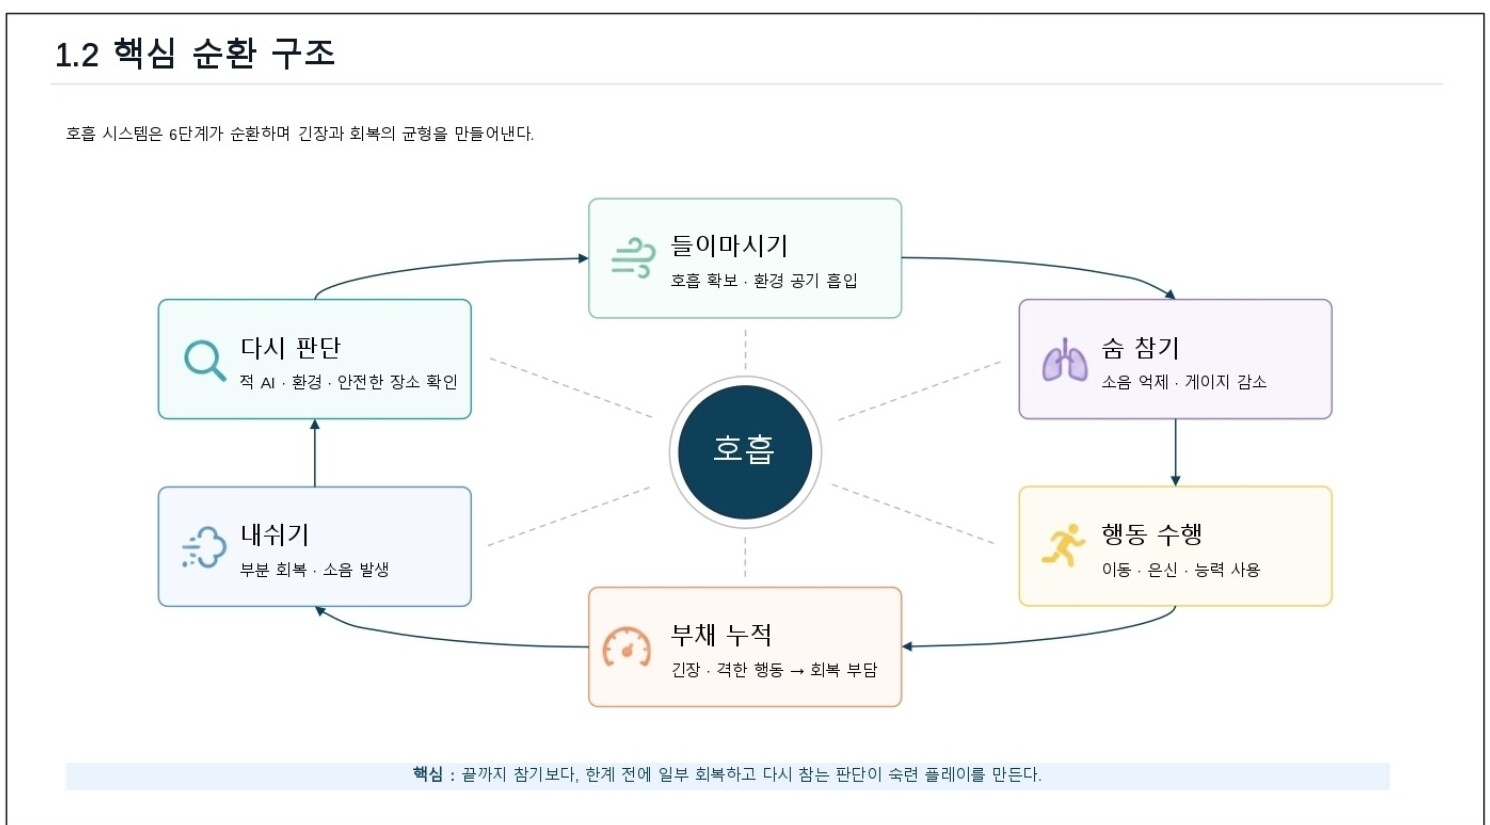 1.2 핵심 순환 구조
호흡 시스템은 6단계가 순환하며 긴장과 회복의 균형을 만들어낸다.
들이마시기
호흡 확보 · 환경 공기 흡입
숨 참기
소음 억제 · 게이지 감소
행동 수행
이동 · 은신 · 능력 사용
부채 누적
긴장 · 격한 행동 → 회복 부담
내쉬기
부분 회복 · 소음 발생
다시 판단
적 AI · 환경 · 안전한 장소 확인
호흡
핵심 : 끝까지 참기보다, 한계 전에 일부 회복하고 다시 참는 판단이 숙련 플레이를 만든다.